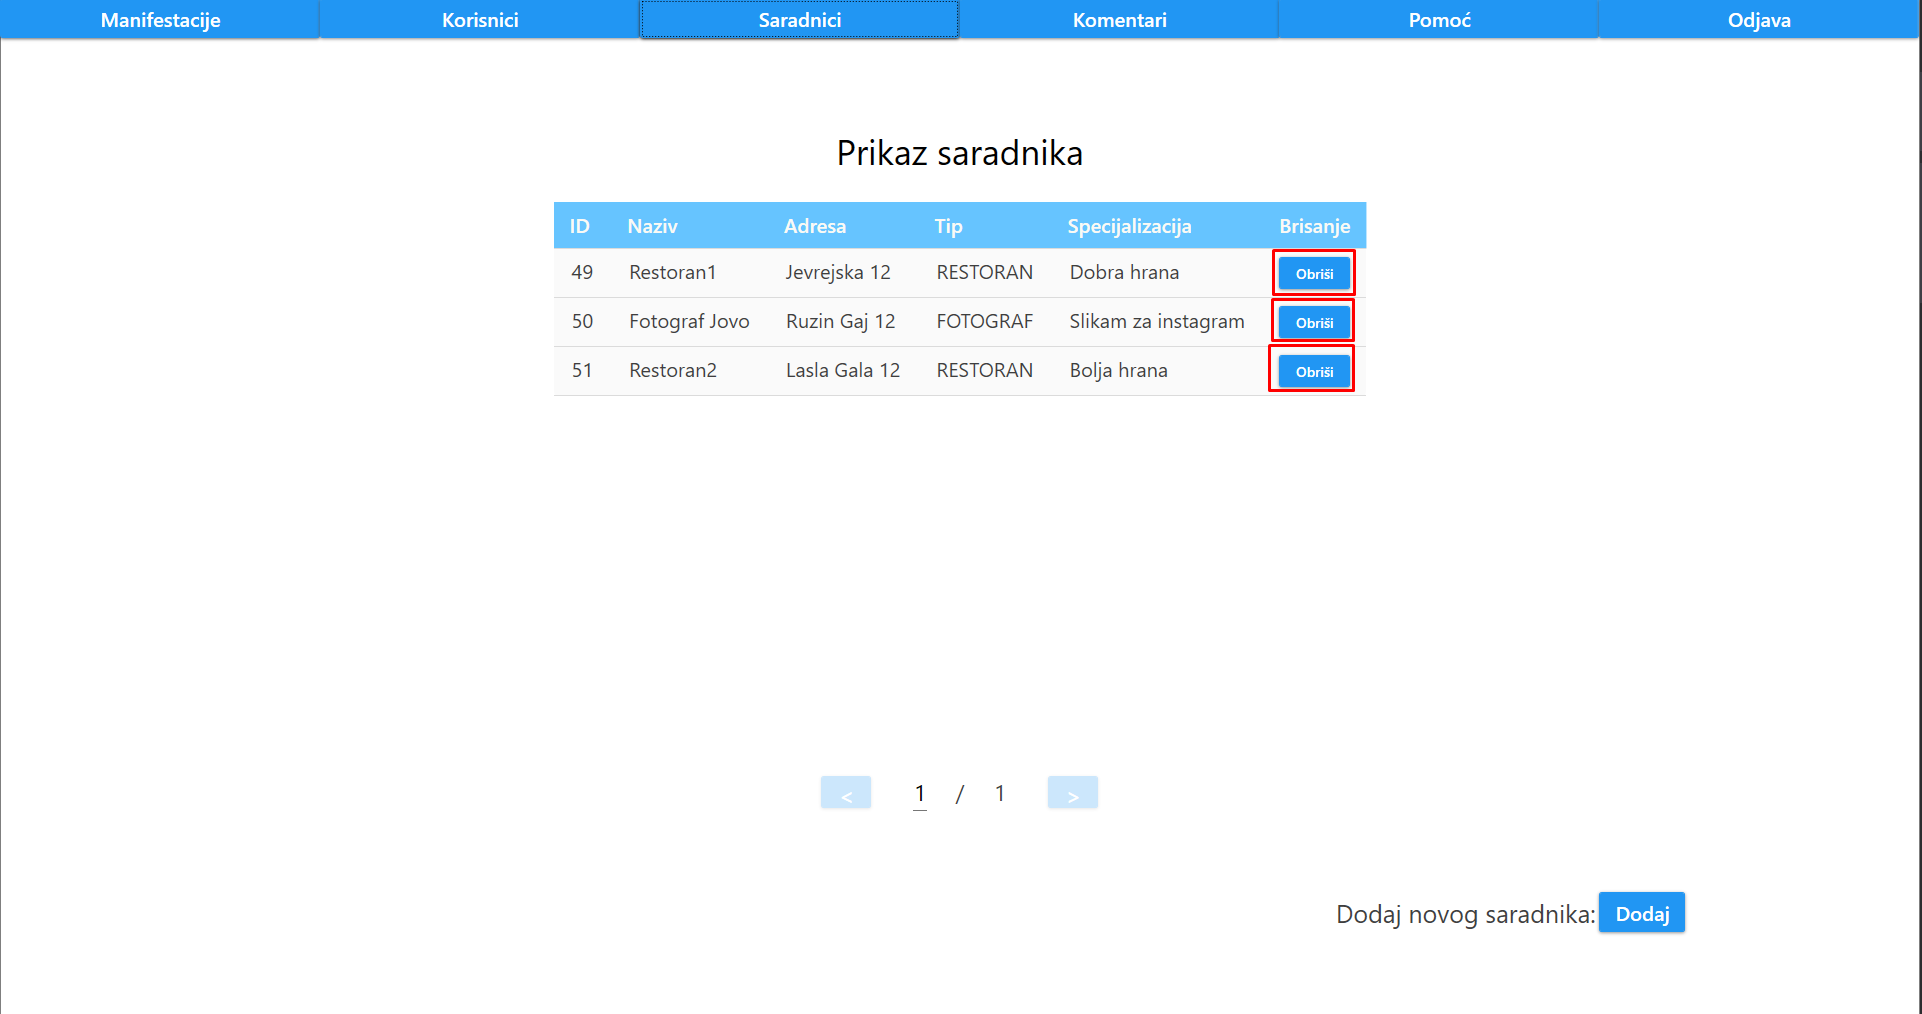 Manifestacije Korisnici Saradnici Komentari Pomoć Odjava
Prikaz saradnika
ID Naziv Adresa Tip Specijalizacija Brisanje
49 Restoran1 Jevrejska 12 RESTORAN Dobra hrana Obriši
50 Fotograf Jovo Ruzin Gaj 12 FOTOGRAF Slikam za instagram Obriši
51 Restoran2 Lasla Gala 12 RESTORAN Bolja hrana Obriši
< 1 / 1 >
Dodaj novog saradnika: Dodaj